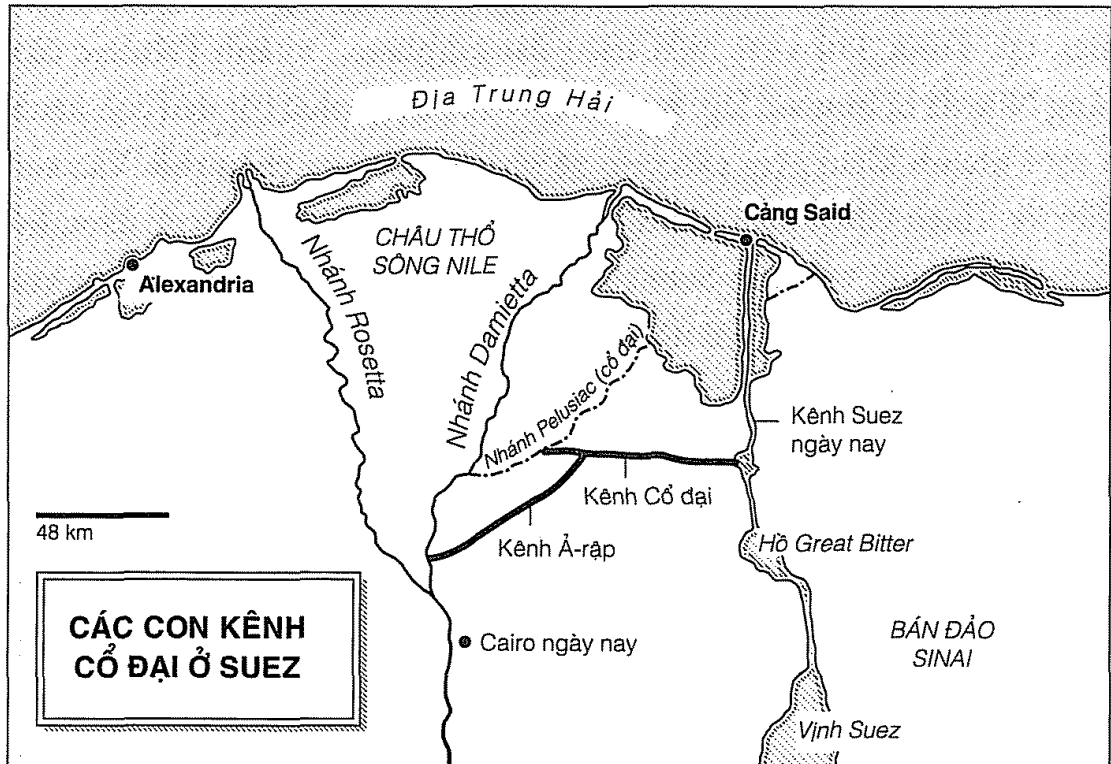 Địa Trung Hải
Cảng Said
CHÂU THỔ
SÔNG NILE
Alexandria
Nhánh Rosetta
Nhánh Damietta
Nhánh Pelusiac (cổ đại)
Kênh Suez
ngày nay
Kênh Cổ đại
48 km
Kênh Ả-rập
Hồ Great Bitter
CÁC CON KÊNH
CỔ ĐẠI Ở SUEZ
Cairo ngày nay
BÁN ĐẢO
SINAI
Vịnh Suez